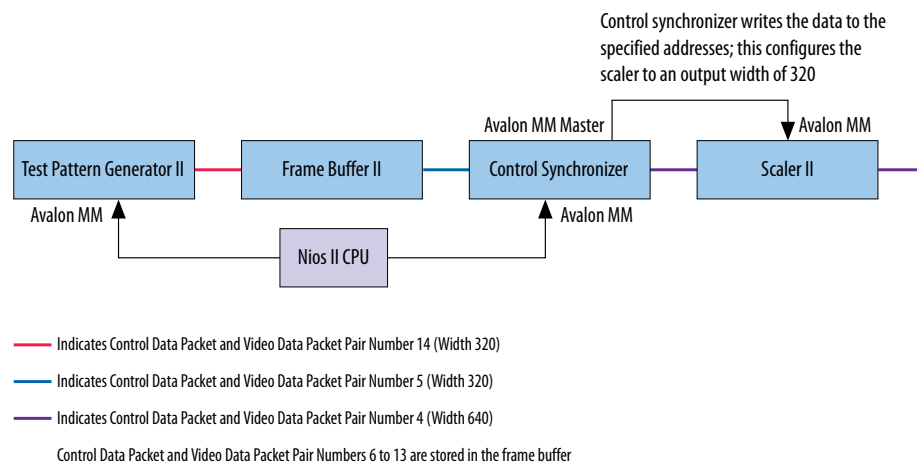 Control synchronizer writes the data to the
specified addresses; this configures the
scaler to an output width of 320
Avalon MM Master
Avalon MM
Test Pattern Generator II
Frame Buffer II
Control Synchronizer
Scaler II
Avalon MM
Avalon MM
Nios II CPU
Indicates Control Data Packet and Video Data Packet Pair Number 14 (Width 320)
Indicates Control Data Packet and Video Data Packet Pair Number 5 (Width 320)
Indicates Control Data Packet and Video Data Packet Pair Number 4 (Width 640)
Control Data Packet and Video Data Packet Pair Numbers 6 to 13 are stored in the frame buffer